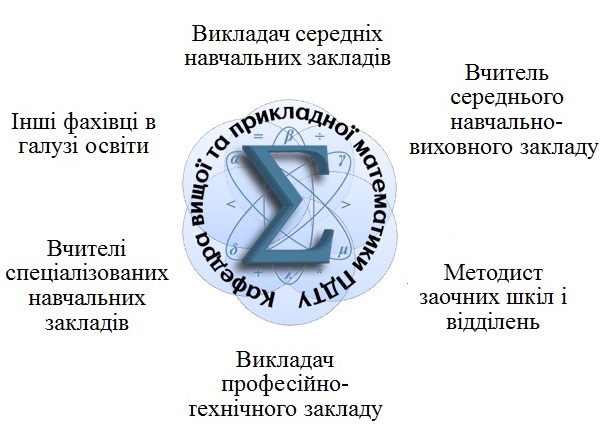 Викладач середніх
навчальних закладів
Вчитель
середнього
навчально-
виховного закладу
Інші фахівці в
галузі освіти
Кафедра вищої та прикладної математики ПДТУ
= β ÷
α γ
< >
δ μ
+ λ *
Σ
Вчителі
спеціалізованих
навчальних
закладів
Методист
заочних шкіл і
відділень
Викладач
професійно-
технічного закладу